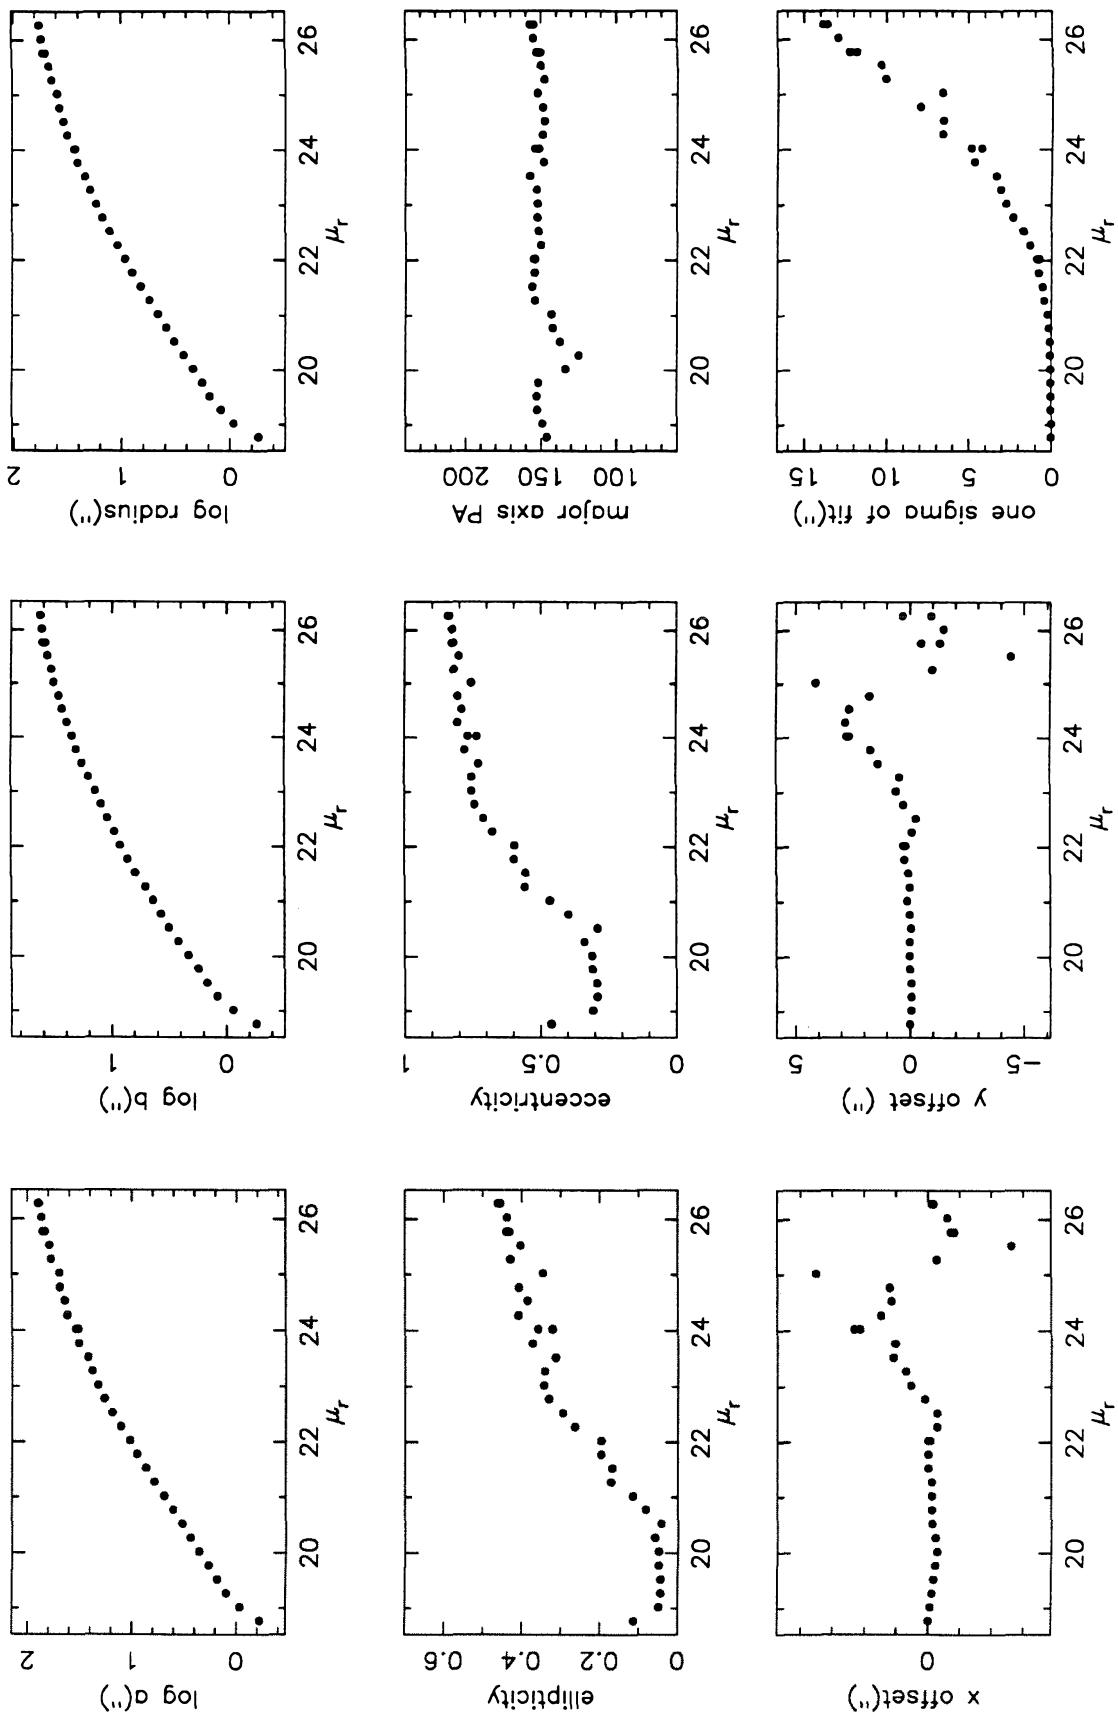 log a(")
2
1
0
20 22 24 26
μr
log b(")
1
0
20 22 24 26
μr
log radius(")
2
1
0
20 22 24 26
μr
ellipticity
0.6
0.4
0.2
0
20 22 24 26
μr
eccentricity
1
0.5
0
20 22 24 26
μr
major axis PA
200
150
100
20 22 24 26
μr
x offset(")
0
20 22 24 26
μr
y offset (")
5
0
-5
20 22 24 26
μr
one sigma of fit(")
15
10
5
0
20 22 24 26
μr